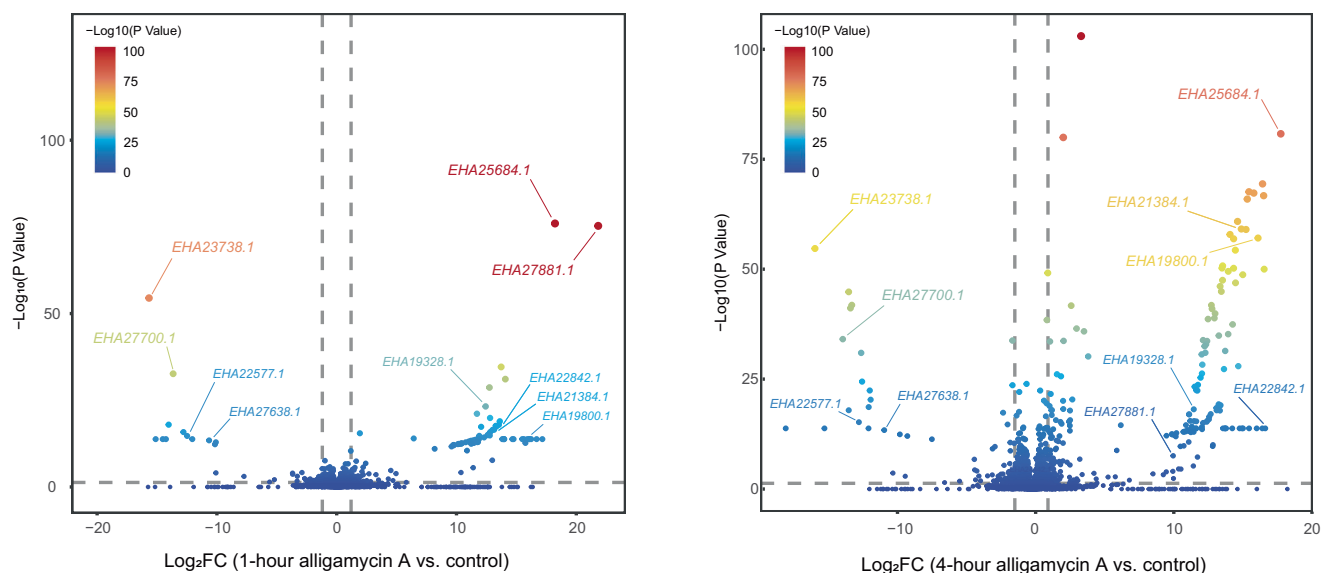 −Log10(P Value)
100
75
50
25
0
100
50
0
−Log₁₀(P Value)
EHA25684.1
EHA27881.1
EHA23738.1
EHA27700.1
EHA22577.1
EHA27638.1
EHA19328.1
EHA22842.1
EHA21384.1
EHA19800.1
−20
−10
0
10
20
Log₂FC (1-hour alligamycin A vs. control)
−Log10(P Value)
100
75
50
25
0
100
75
50
25
0
−Log10(P Value)
EHA25684.1
EHA23738.1
EHA21384.1
EHA19800.1
EHA27700.1
EHA19328.1
EHA22842.1
EHA22577.1
EHA27638.1
EHA27881.1
−10
0
10
20
Log₂FC (4-hour alligamycin A vs. control)